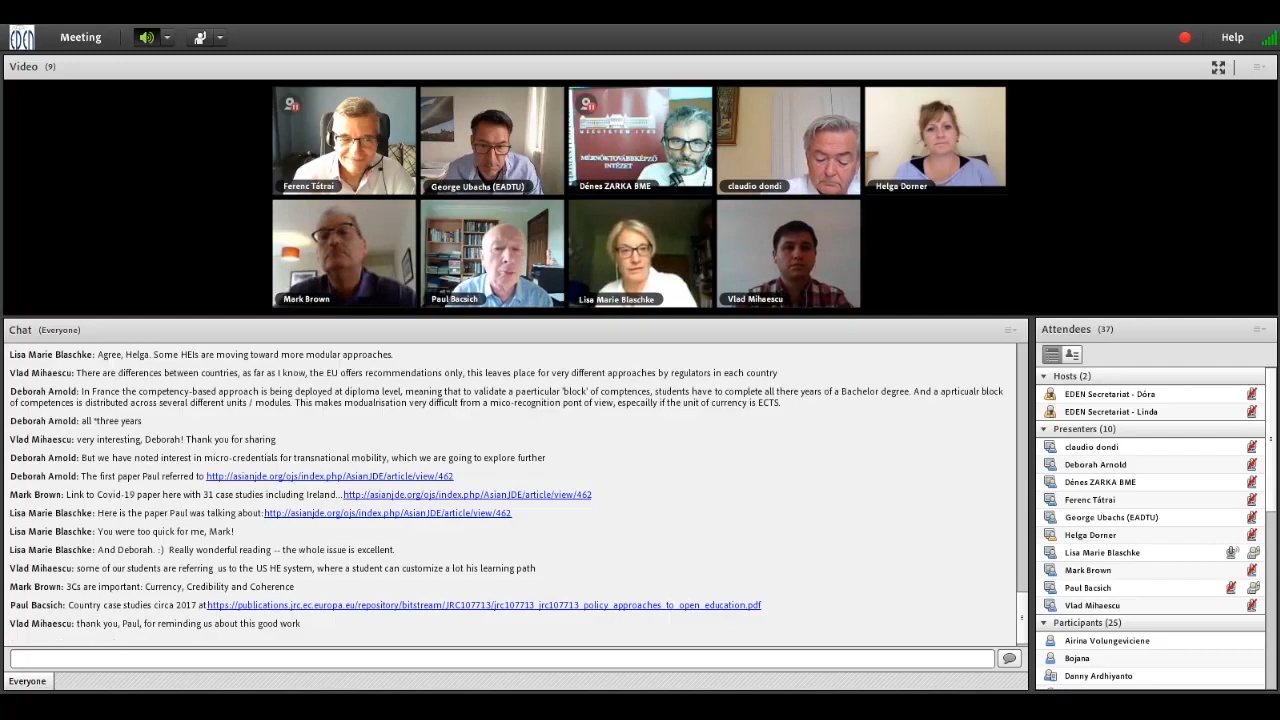 EDEN
Meeting
Help
Video (9)
Ferenc Tátrai
George Ubachs (EADTU)
MŰEGYETEM 1782
MÉRNÖKTOVÁBBKÉPZŐ
INTÉZET
Dénes ZARKA BME
claudio dondi
Helga Dorner
Mark Brown
Paul Bacsich
Lisa Marie Blaschke
Vlad Mihaescu
Chat (Everyone)
Lisa Marie Blaschke: Agree, Helga. Some HEIs are moving toward more modular approaches.
Vlad Mihaescu: There are differences between countries, as far as I know, the EU offers recommendations only, this leaves place for very different approaches by regulators in each country
Deborah Arnold: In France the competency-based approach is being deployed at diploma level, meaning that to validate a paerticular 'block' of comptences, students have to complete all there years of a Bachelor degree. And a aprticualr block
of competences is distributed across several different units / modules. This makes modualrisation very difficult from a mico-recognition pont of view, especailly if the unit of currency is ECTS.
Deborah Arnold: all *three years
Vlad Mihaescu: very interesting, Deborah! Thank you for sharing
Deborah Arnold: But we have noted interest in micro-credentials for transnational mobility, which we are going to explore further
Deborah Arnold: The first paper Paul referred to http://asianjde.org/ojs/index.php/AsianJDE/article/view/462
Mark Brown: Link to Covid-19 paper here with 31 case studies including Ireland...http://asianjde.org/ojs/index.php/AsianJDE/article/view/462
Lisa Marie Blaschke: Here is the paper Paul was talking about:http://asianjde.org/ojs/index.php/AsianJDE/article/view/462
Lisa Marie Blaschke: You were too quick for me, Mark!
Lisa Marie Blaschke: And Deborah. :) Really wonderful reading -- the whole issue is excellent.
Vlad Mihaescu: some of our students are referring us to the US HE system, where a student can customize a lot his learning path
Mark Brown: 3Cs are important: Currency, Credibility and Coherence
Paul Bacsich: Country case studies circa 2017 at https://publications.jrc.ec.europa.eu/repository/bitstream/JRC107713/jrc107713_jrc107713_policy_approaches_to_open_education.pdf
Vlad Mihaescu: thank you, Paul, for reminding us about this good work
Everyone
Attendees (37)
Hosts (2)
EDEN Secretariat - Dóra
EDEN Secretariat - Linda
Presenters (10)
claudio dondi
Deborah Arnold
Dénes ZARKA BME
Ferenc Tátrai
George Ubachs (EADTU)
Helga Dorner
Lisa Marie Blaschke
Mark Brown
Paul Bacsich
Vlad Mihaescu
Participants (25)
Airina Volungeviciene
Bojana
Danny Ardhiyanto